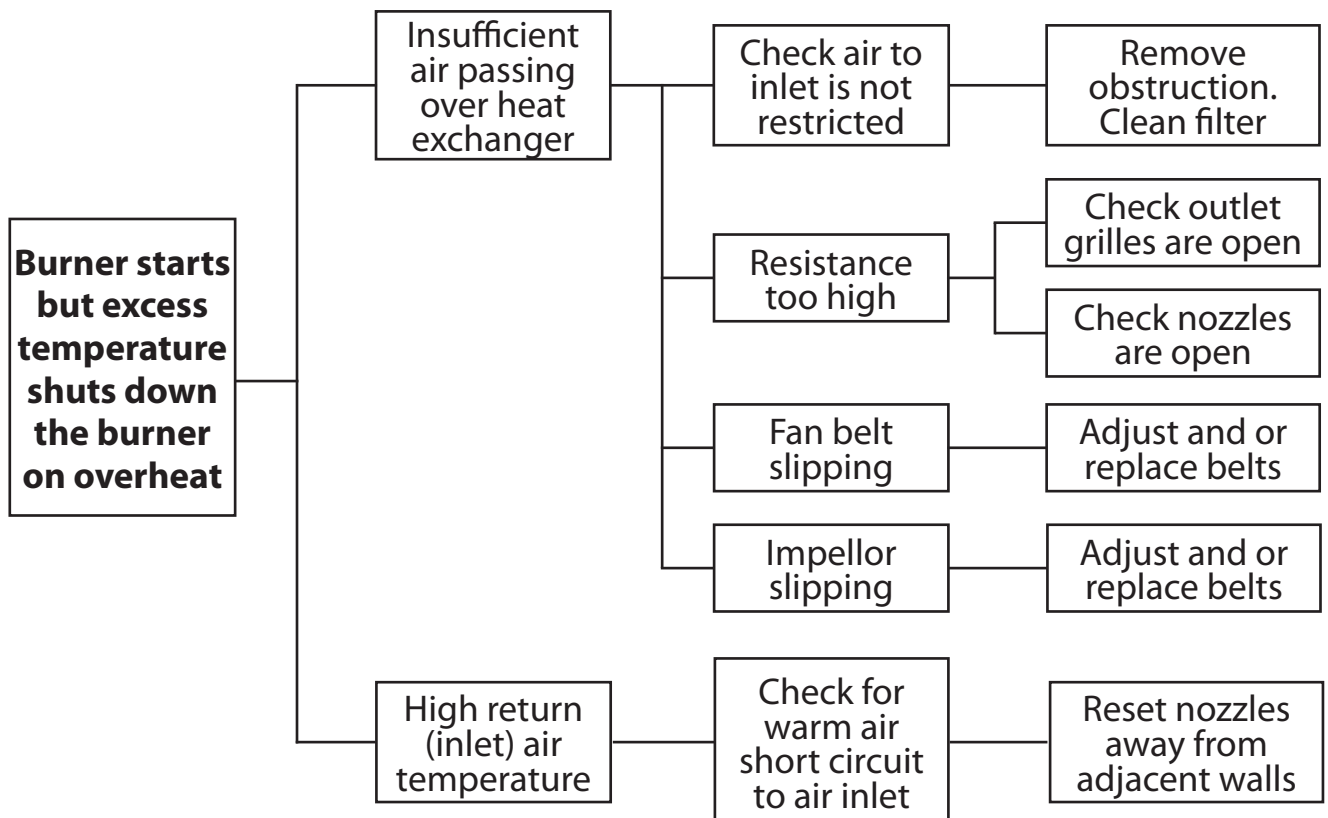 Burner starts
but excess
temperature
shuts down
the burner
on overheat
Insufficient
air passing
over heat
exchanger
Check air to
inlet is not
restricted
Remove
obstruction.
Clean filter
Resistance
too high
Check outlet
grilles are open
Check nozzles
are open
Fan belt
slipping
Adjust and or
replace belts
Impellor
slipping
Adjust and or
replace belts
High return
(inlet) air
temperature
Check for
warm air
short circuit
to air inlet
Reset nozzles
away from
adjacent walls